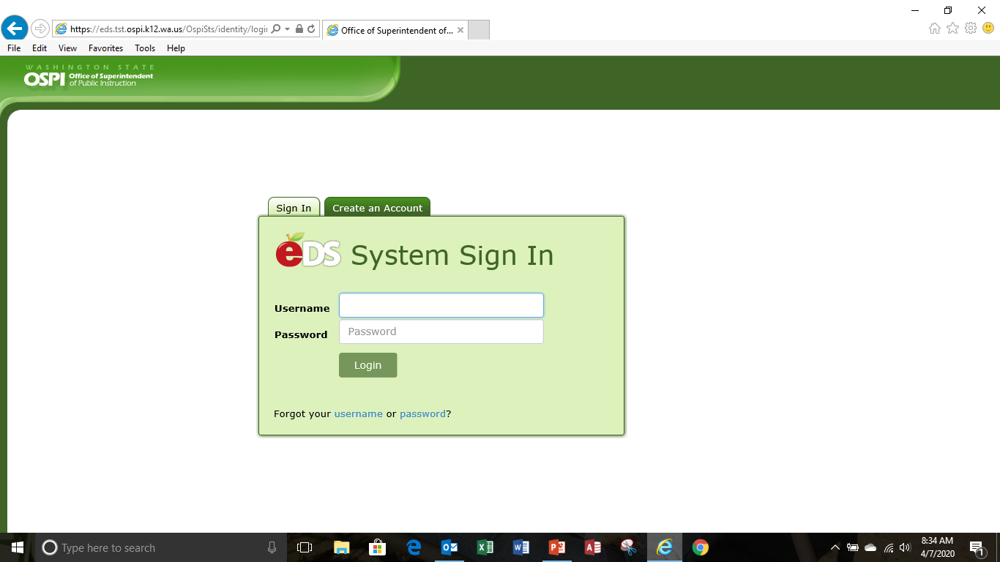 https://eds.tst.ospi.k12.wa.us/OspiSts/identity/logi
Office of Superintendent of...
File Edit View Favorites Tools Help
WASHINGTON STATE
OSPI Office of Superintendent
of Public Instruction
Sign In Create an Account
eDS System Sign In
Username
Password Password
Login
Forgot your username or password?
Type here to search
8:34 AM
4/7/2020
1